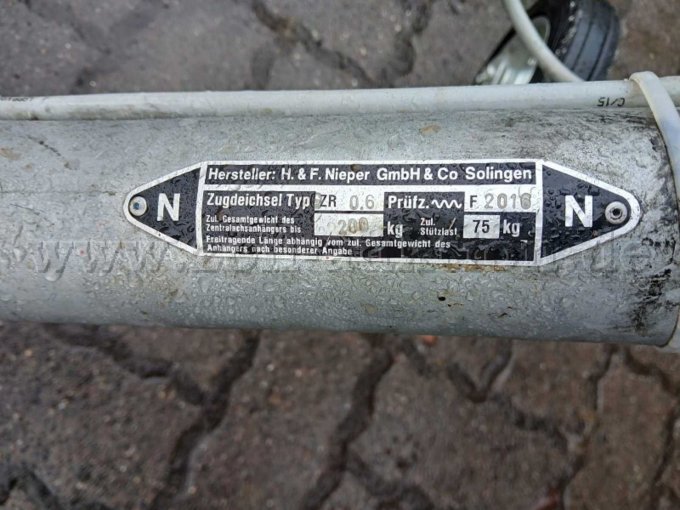 Hersteller: H. & F. Nieper GmbH & Co Solingen
N
Zugdeichsel Typ ZR 0,6 Prüfz. F 2016
N
Zul. Gesamtgewicht des Zentralachsanhängers bis 200 kg
Zul. Stützlast 75 kg
Freitragende Länge abhängig vom zul. Gesamtgewicht des
Anhängers nach besonderer Angabe